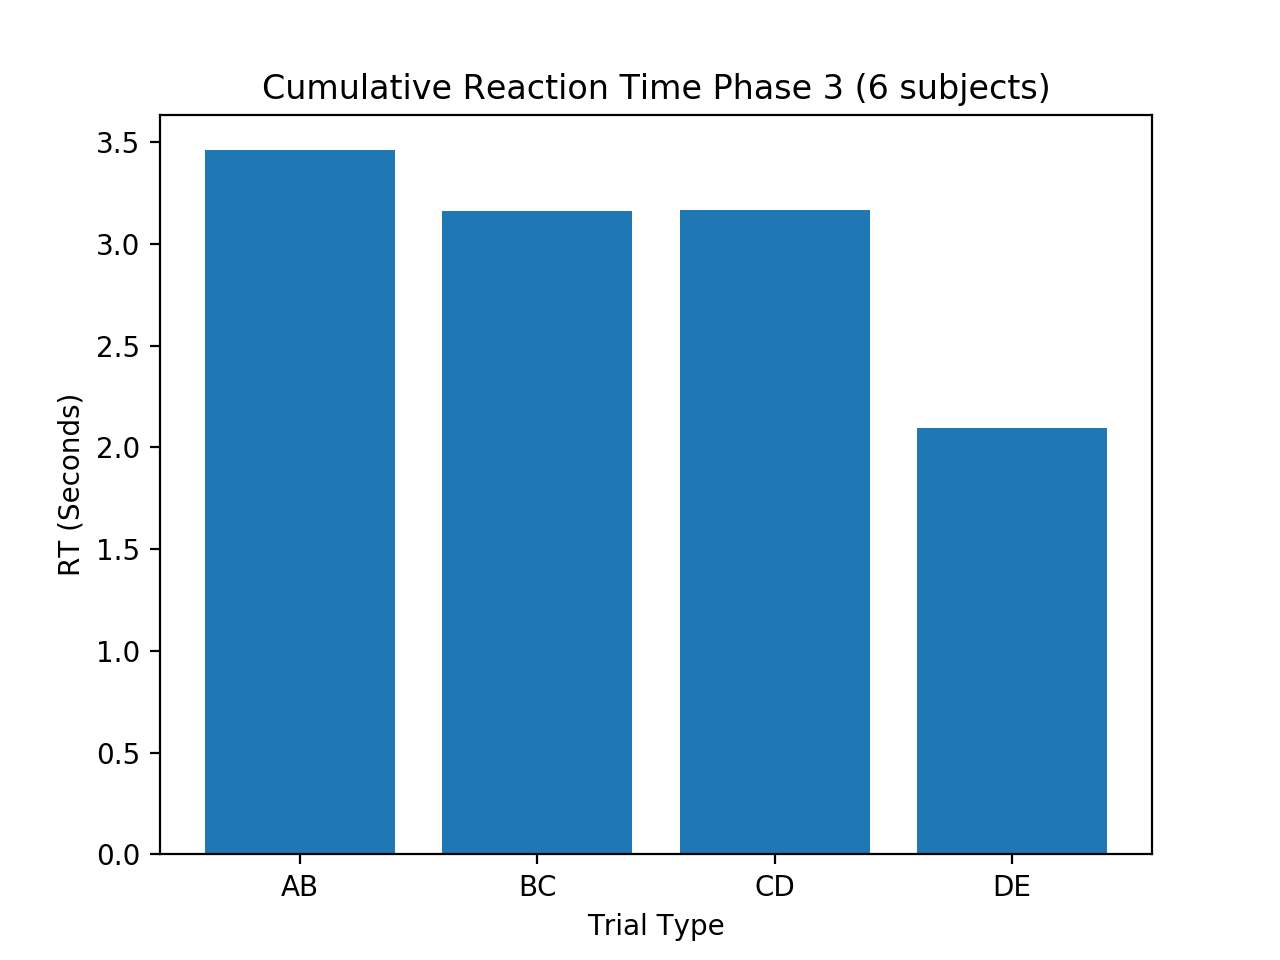 Cumulative Reaction Time Phase 3 (6 subjects)
3.5
3.0
2.5
2.0
1.5
1.0
0.5
0.0
RT (Seconds)
AB BC CD DE
Trial Type